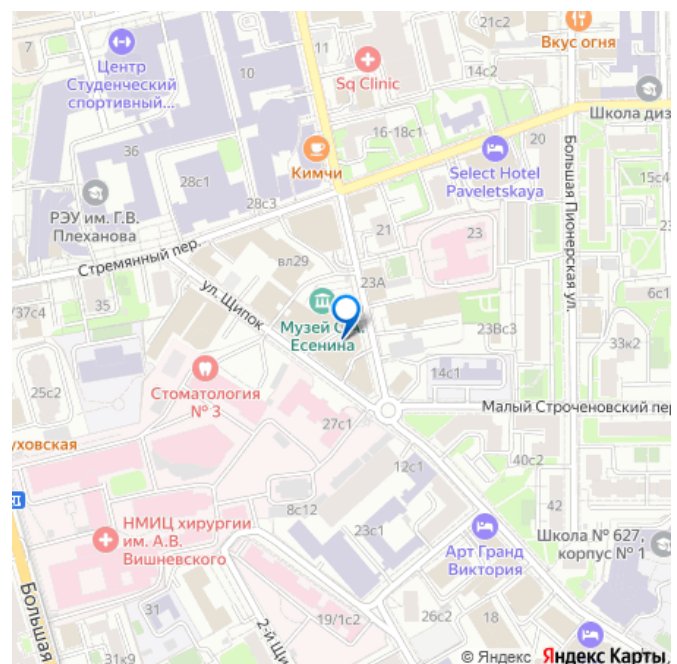 7
Центр
Студенческий
спортивный...
10
11
Sq Clinic
21с2
14с2
Вкус огня
Школа диз
36
28с1
Кимчи
16-18с1
20
Select Hotel
Paveletskaya
15с4
РЭУ им. Г.В.
Плеханова
28с3
Стремянный пер.
вл29
21
23
23А
Большая Пионерская ул.
6с1
37с4
35
ул. Щипок
Музей С.А.
Есенина
23Вс3
33к2
25с2
Стоматология
№ 3
14с1
Малый Строченовский пер
27с1
уховская
12с1
40с2
8с12
42
НМИЦ хирургии
им. А.В.
Вишневского
23с1
Арт Гранд
Виктория
Школа № 627,
корпус № 1
Большая
31
2-й Щи
19/1с2
26с2
18
31к9
© Яндекс
Яндекс Карты